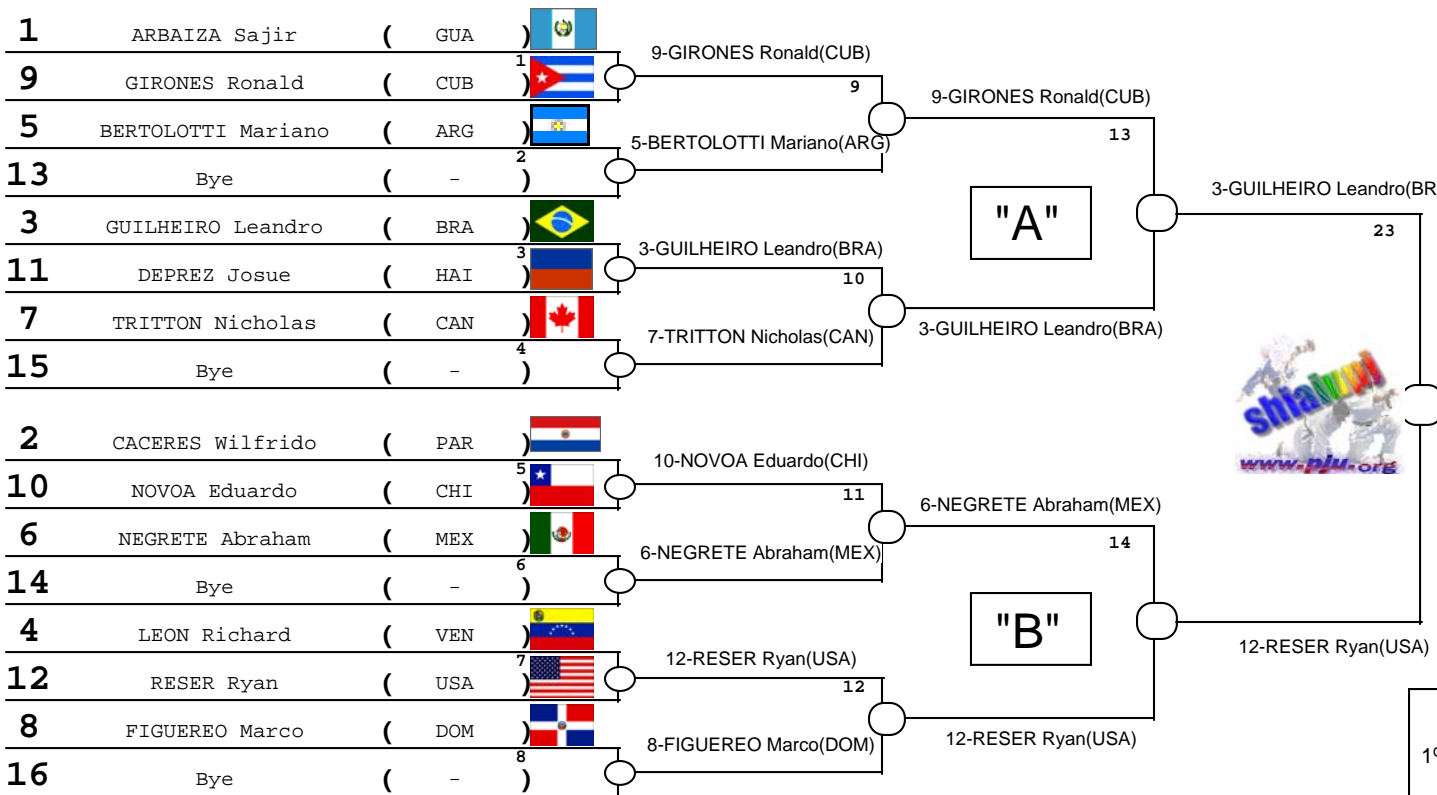 1 ARBAIZA Sajir ( GUA )
9 GIRONES Ronald ( CUB )
1
5 BERTOLOTTI Mariano ( ARG )
13 Bye ( - )
2
3 GUILHEIRO Leandro ( BRA )
11 DEPREZ Josue ( HAI )
3
7 TRITTON Nicholas ( CAN )
15 Bye ( - )
4
2 CACERES Wilfrido ( PAR )
10 NOVOA Eduardo ( CHI )
5
6 NEGRETE Abraham ( MEX )
14 Bye ( - )
6
4 LEON Richard ( VEN )
12 RESER Ryan ( USA )
7
8 FIGUEREO Marco ( DOM )
16 Bye ( - )
8
9-GIRONES Ronald(CUB)
9
5-BERTOLOTTI Mariano(ARG)
3-GUILHEIRO Leandro(BRA)
10
7-TRITTON Nicholas(CAN)
10-NOVOA Eduardo(CHI)
11
6-NEGRETE Abraham(MEX)
12-RESER Ryan(USA)
12
8-FIGUEREO Marco(DOM)
9-GIRONES Ronald(CUB)
13
"A"
3-GUILHEIRO Leandro(BRA)
6-NEGRETE Abraham(MEX)
14
"B"
12-RESER Ryan(USA)
3-GUILHEIRO Leandro(BR
23
shiaiwpi
www.pju.org
12-RESER Ryan(USA)
1º